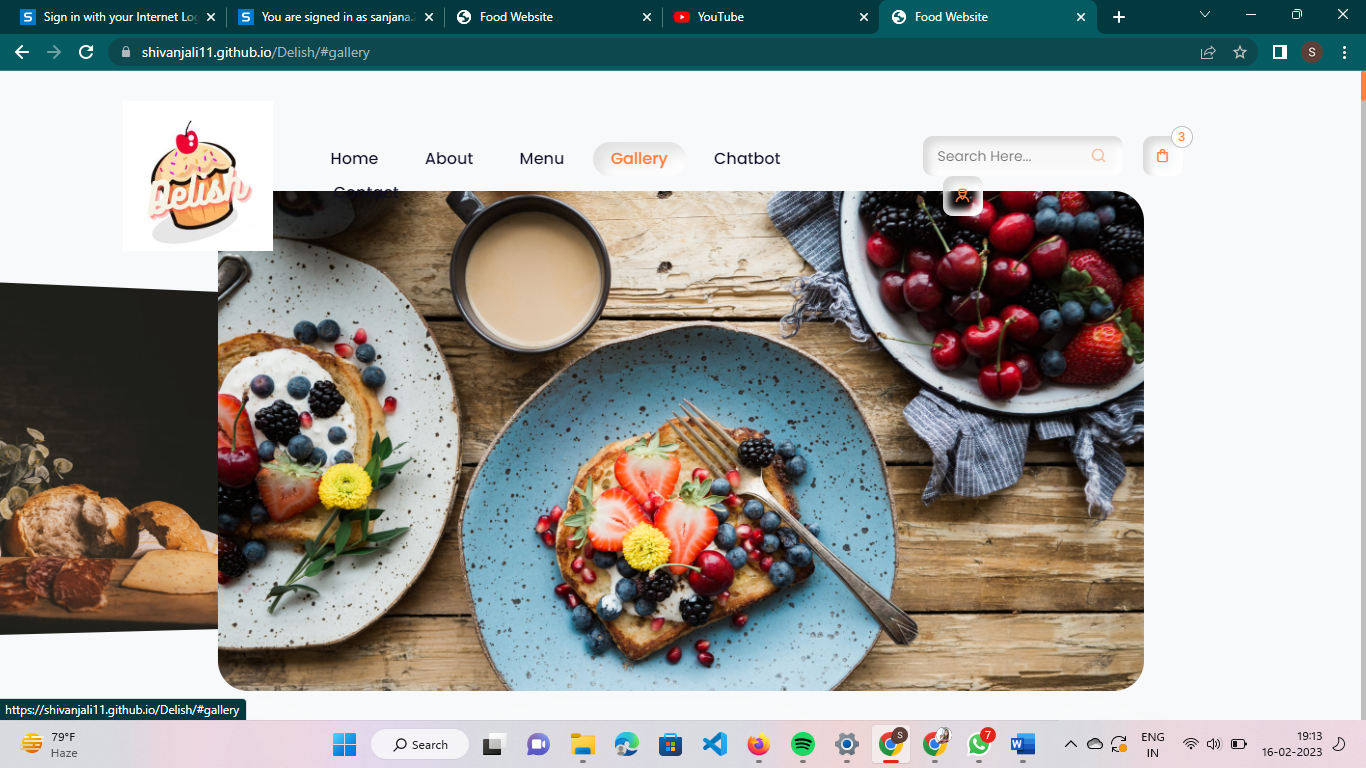 Sign in with your Internet Log
You are signed in as sanjana.
Food Website
YouTube
Food Website
shivanjali11.github.io/Delish/#gallery
Delish
Home
About
Menu
Gallery
Chatbot
Contact
Search Here...
3
https://shivanjali11.github.io/Delish/#gallery
79°F
Haze
Search
S
7
ENG
IN
19:13
16-02-2023